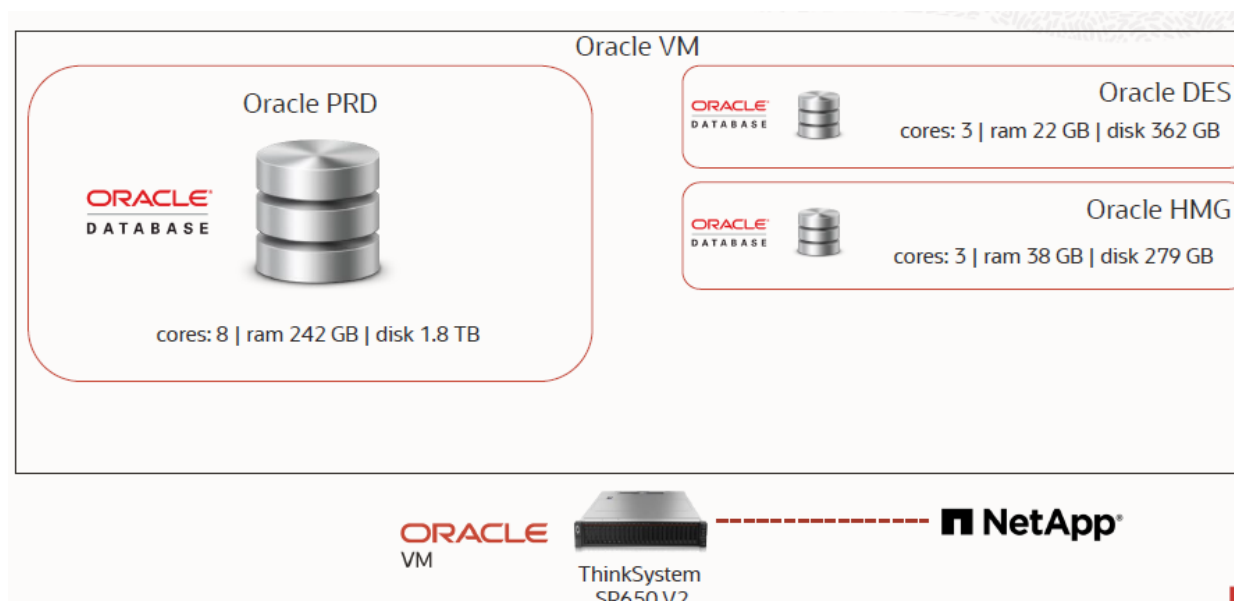 Oracle VM
Oracle PRD
ORACLE
DATABASE
cores: 8 | ram 242 GB | disk 1.8 TB
ORACLE
DATABASE
Oracle DES
cores: 3 | ram 22 GB | disk 362 GB
ORACLE
DATABASE
Oracle HMG
cores: 3 | ram 38 GB | disk 279 GB
ORACLE
VM
ThinkSystem
SR650 V2
NetApp